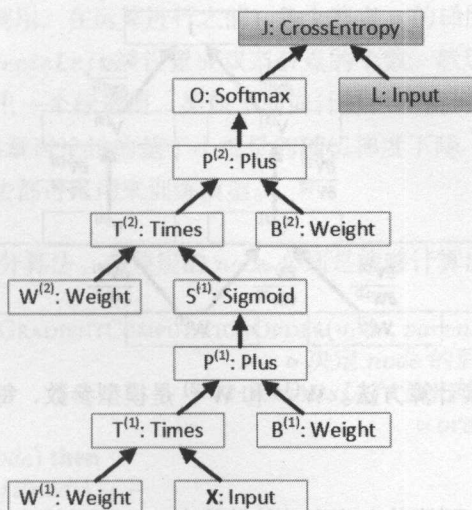 J: CrossEntropy
O: Softmax
L: Input
P(2): Plus
T(2): Times
B(2): Weight
W(2): Weight
S(1): Sigmoid
P(1): Plus
T(1): Times
B(1): Weight
W(1): Weight
X: Input